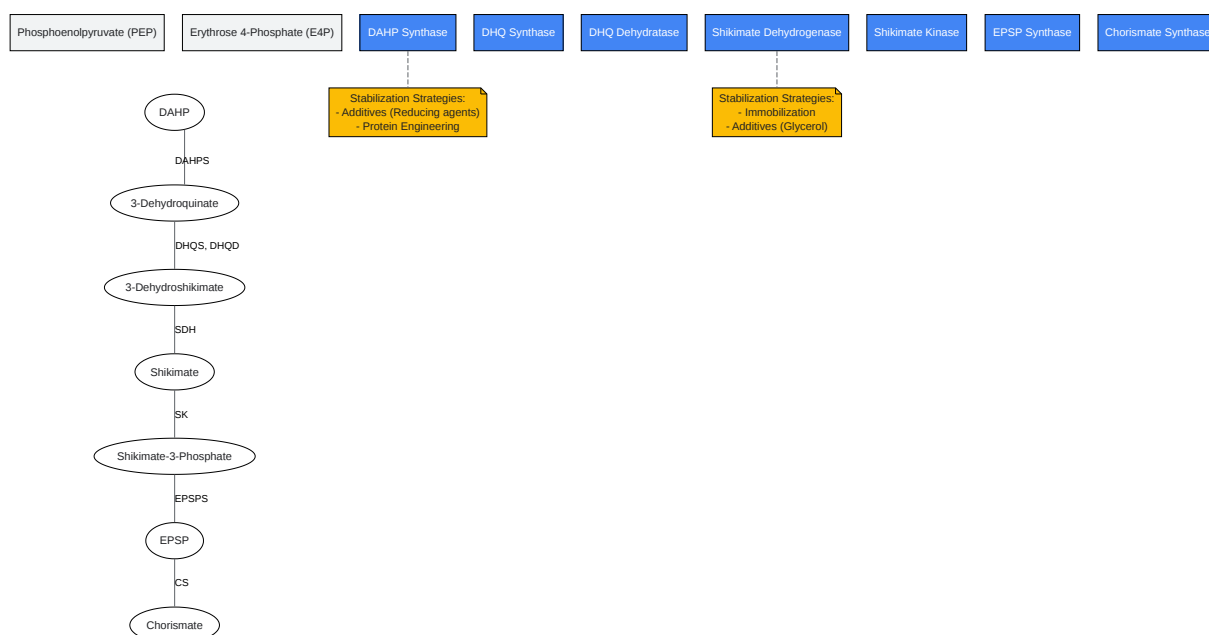 Phosphoenolpyruvate (PEP)
Erythrose 4-Phosphate (E4P)
DAHP Synthase
DHQ Synthase
DHQ Dehydratase
Shikimate Dehydrogenase
Shikimate Kinase
EPSP Synthase
Chorismate Synthase
Stabilization Strategies:
- Additives (Reducing agents)
- Protein Engineering
Stabilization Strategies:
- Immobilization
- Additives (Glycerol)
DAHP
DAHPS
3-Dehydroquinate
DHQS, DHQD
3-Dehydroshikimate
SDH
Shikimate
SK
Shikimate-3-Phosphate
EPSPS
EPSP
CS
Chorismate